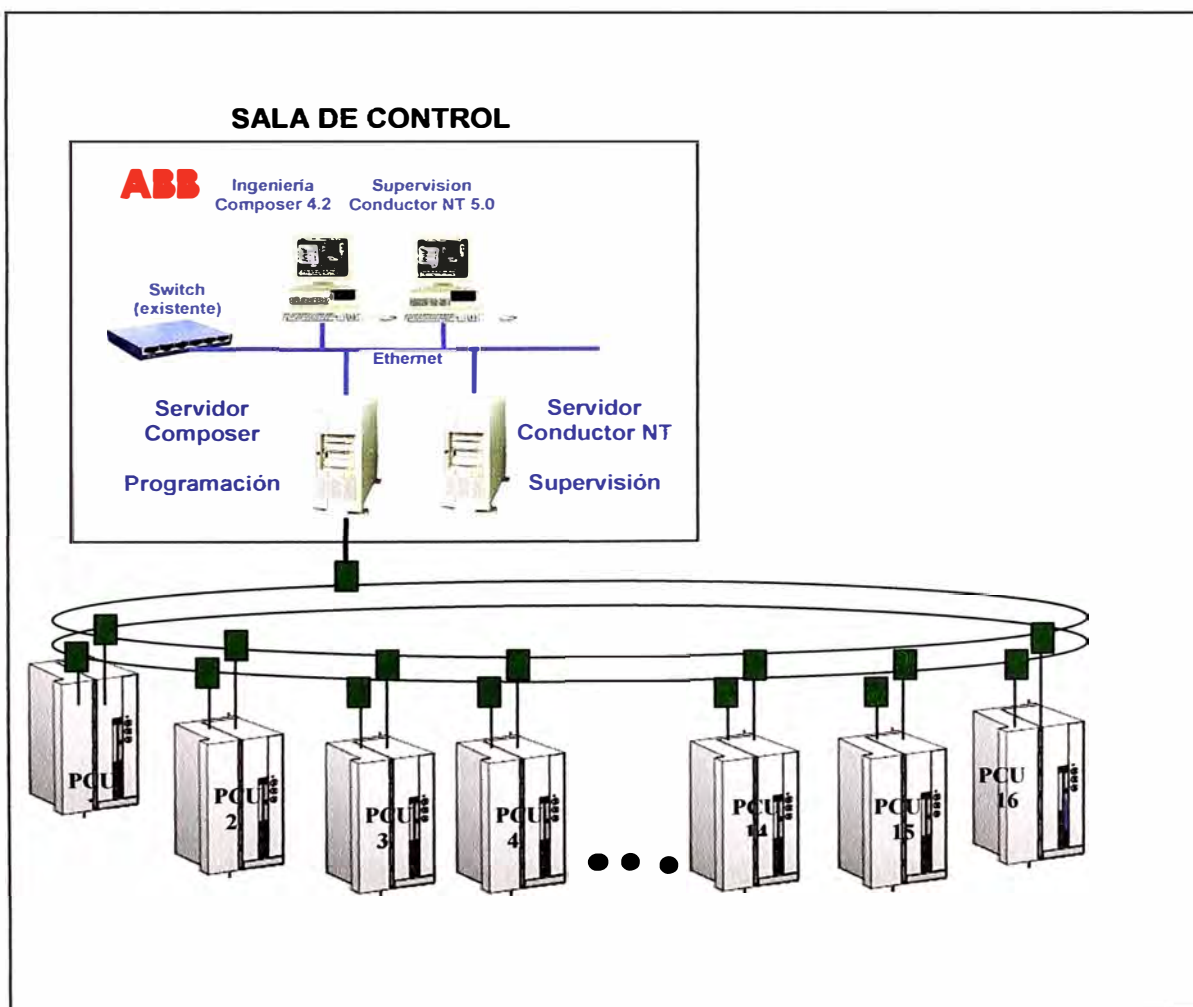 SALA DE CONTROL
ABB
Ingeniería
Composer 4.2
Supervision
Conductor NT 5.0
Switch
(existente)
Ethernet
Servidor
Composer
Servidor
Conductor NT
Programación
Supervisión
PCU
PCU
2
PCU
3
PCU
4
PCU
14
PCU
15
PCU
16